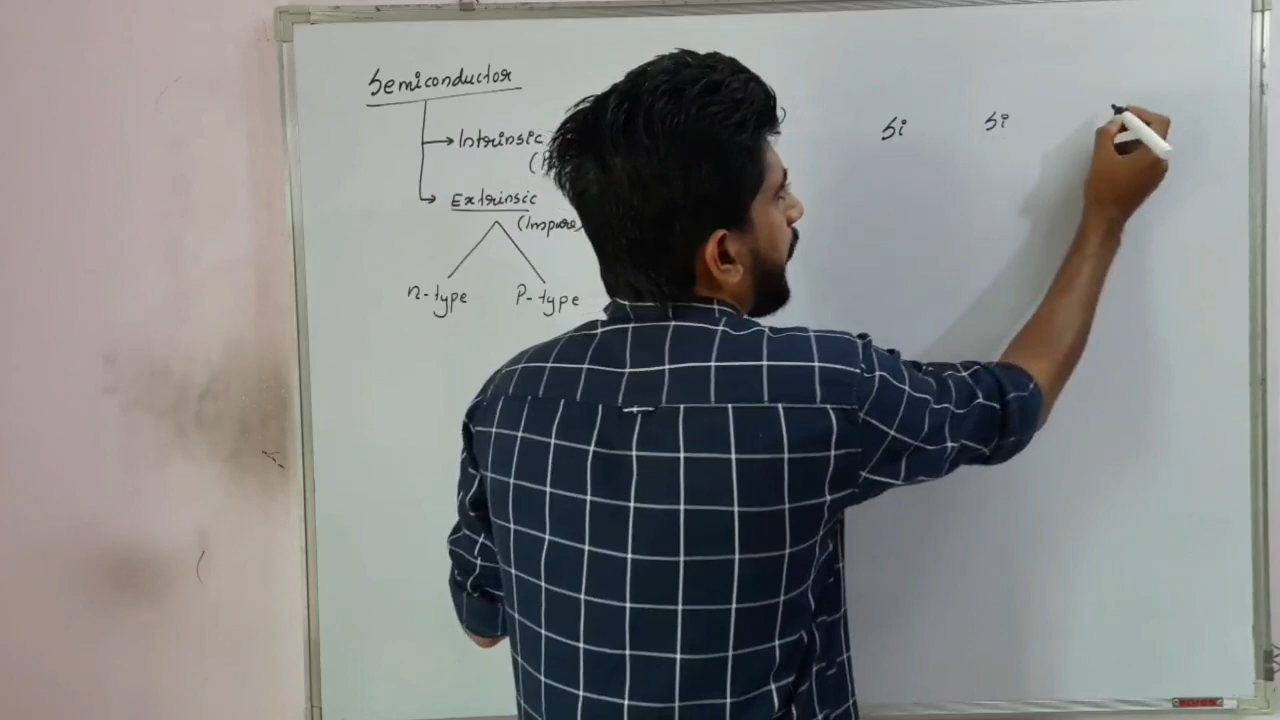 Semiconductor
Intrinsic
(P
Extrinsic
(Impure)
n-type P-type
Si Si